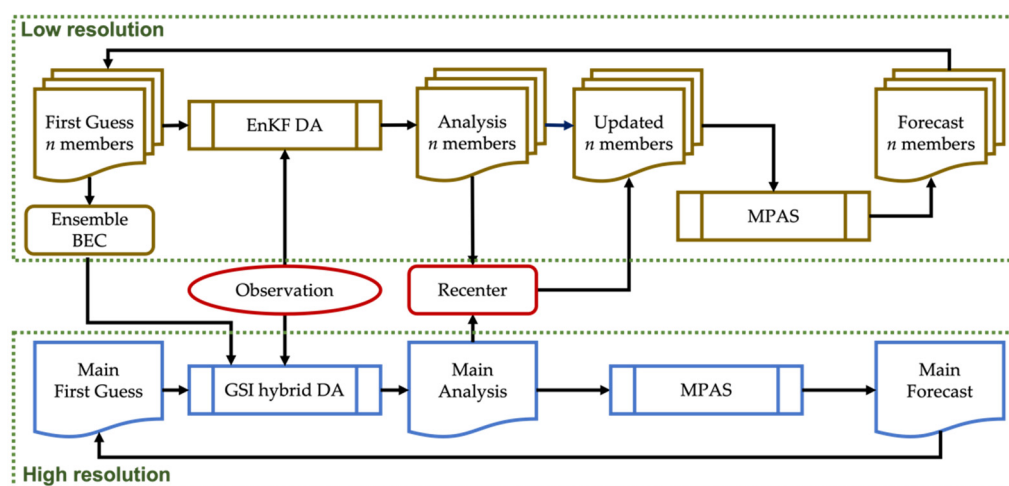 Low resolution
First Guess
n members
EnKF DA
Analysis
n members
Updated
n members
Forecast
n members
Ensemble
BEC
MPAS
Observation
Recenter
Main
First Guess
GSI hybrid DA
Main
Analysis
MPAS
Main
Forecast
High resolution